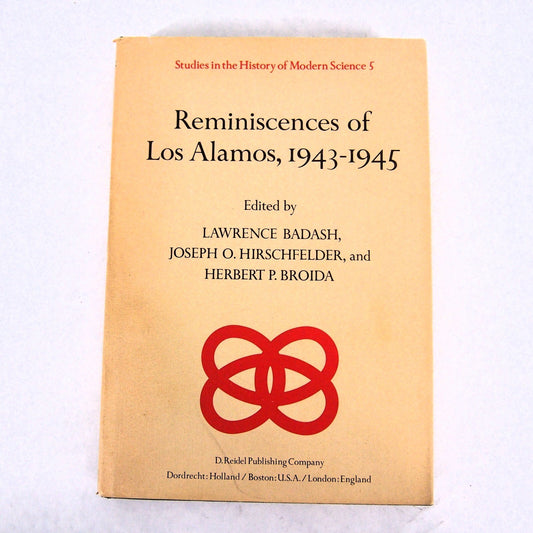 Studies in the History of Modern Science 5
Reminiscences of
Los Alamos, 1943-1945
Edited by
LAWRENCE BADASH,
JOSEPH O. HIRSCHFELDER, and
HERBERT P. BROIDA
D. Reidel Publishing Company
Dordrecht: Holland / Boston: U.S.A. / London: England